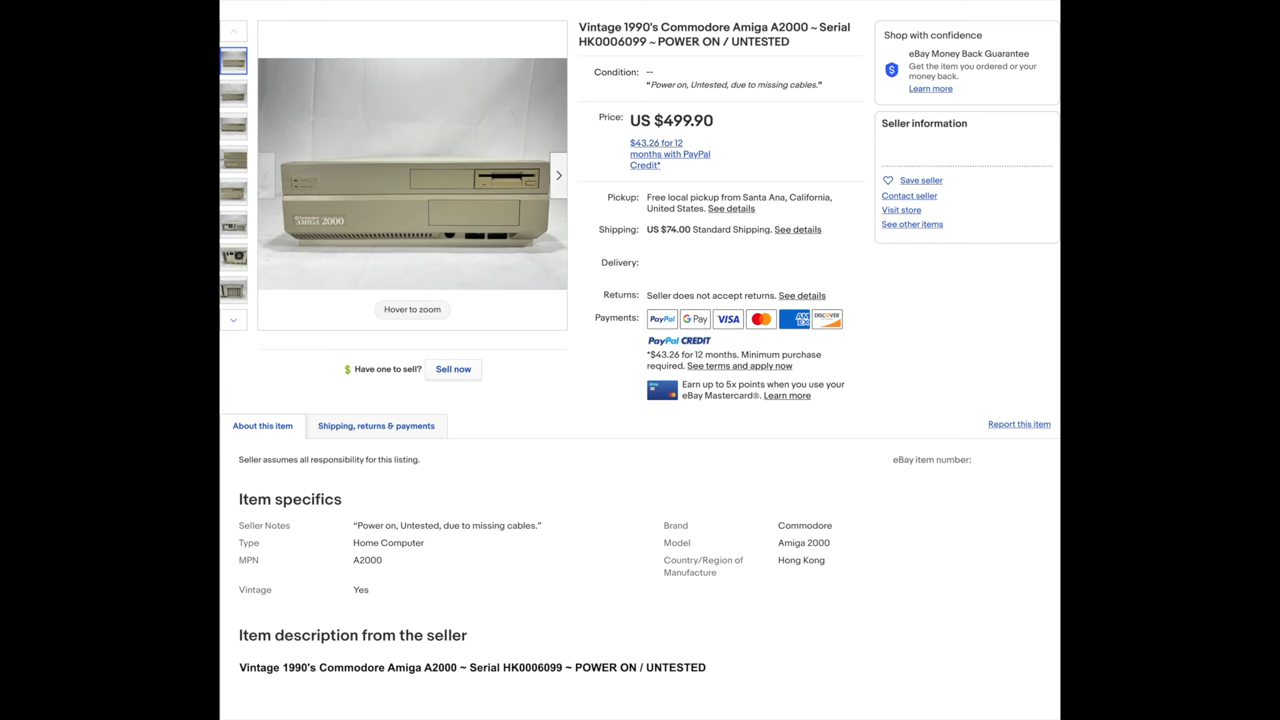 Vintage 1990's Commodore Amiga A2000 ~ Serial
HK0006099 ~ POWER ON / UNTESTED
Condition: --
“Power on, Untested, due to missing cables.”
Price: US $499.90
$43.26 for 12
months with PayPal
Credit*
Pickup: Free local pickup from Santa Ana, California,
United States. See details
Shipping: US $74.00 Standard Shipping. See details
Delivery:
Returns: Seller does not accept returns. See details
Payments: PayPal G Pay VISA AM EX DISCOVER
PayPal CREDIT
*$43.26 for 12 months. Minimum purchase
required. See terms and apply now
Earn up to 5x points when you use your
eBay Mastercard®. Learn more
Shop with confidence
eBay Money Back Guarantee
Get the item you ordered or your
money back.
Learn more
Seller information
Save seller
Contact seller
Visit store
See other items
Commodore
AMIGA 2000
Hover to zoom
Have one to sell? Sell now
About this item
Shipping, returns & payments
Report this item
Seller assumes all responsibility for this listing.
eBay item number:
Item specifics
Seller Notes “Power on, Untested, due to missing cables.”
Brand Commodore
Type Home Computer
Model Amiga 2000
MPN A2000
Country/Region of Hong Kong
Manufacture
Vintage Yes
Item description from the seller
Vintage 1990's Commodore Amiga A2000 ~ Serial HK0006099 ~ POWER ON / UNTESTED